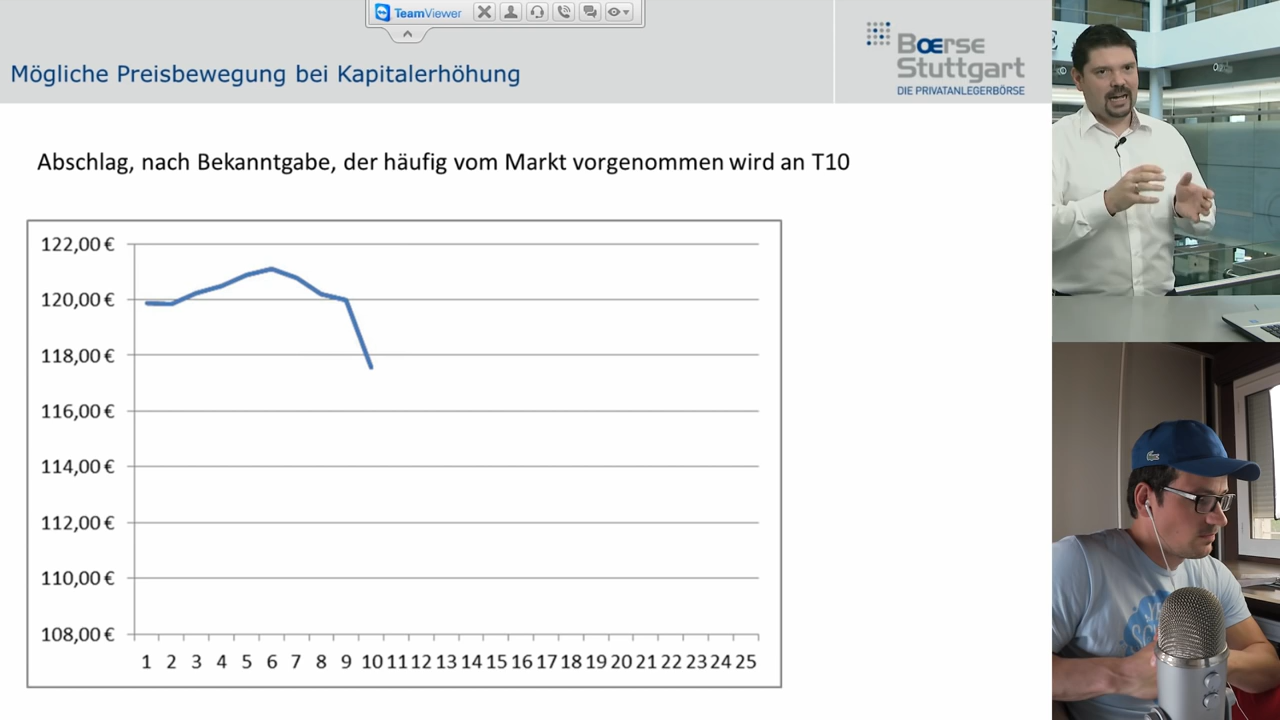 TeamViewer
Mögliche Preisbewegung bei Kapitalerhöhung
Bœrse
Stuttgart
DIE PRIVATANLEGERBÖRSE
Abschlag, nach Bekanntgabe, der häufig vom Markt vorgenommen wird an T10
122,00 €
120,00 €
118,00 €
116,00 €
114,00 €
112,00 €
110,00 €
108,00 €
1 2 3 4 5 6 7 8 9 10 11 12 13 14 15 16 17 18 19 20 21 22 23 24 25